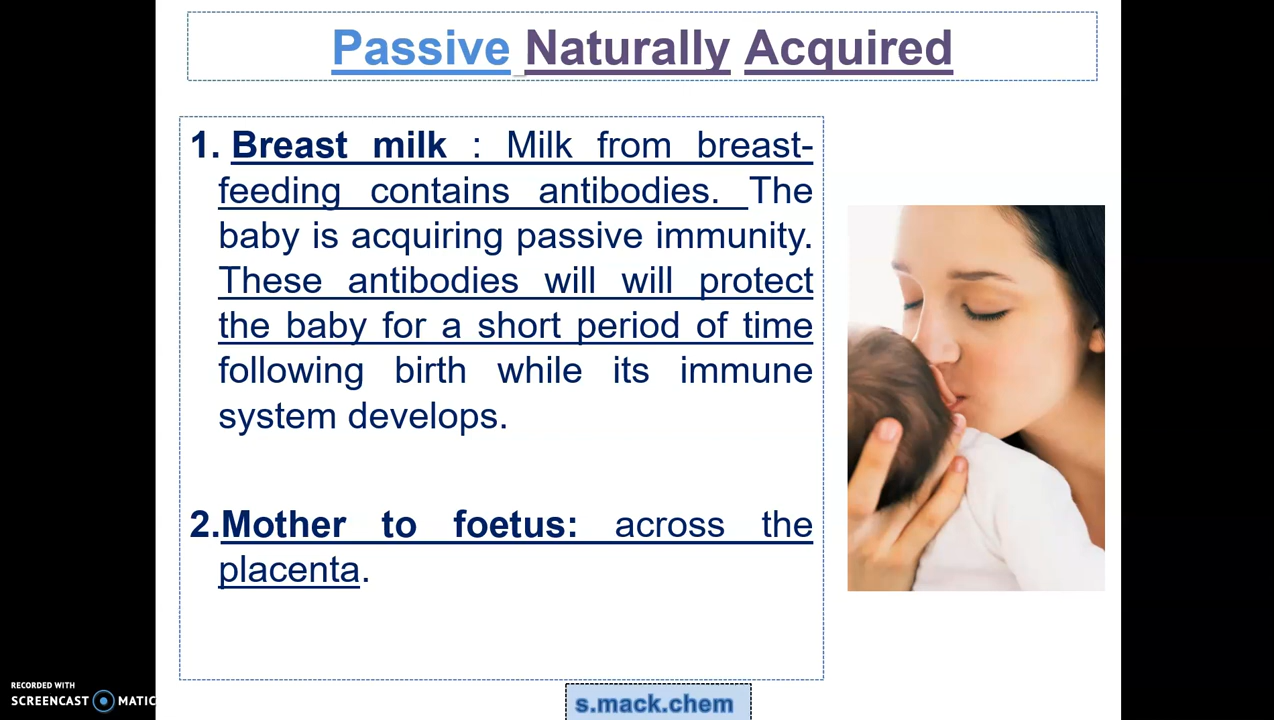 Passive Naturally Acquired
1. Breast milk : Milk from breast-
feeding contains antibodies. The
baby is acquiring passive immunity.
These antibodies will will protect
the baby for a short period of time
following birth while its immune
system develops.
2.Mother to foetus: across the
placenta.
RECORDED WITH
SCREENCAST MATIC
s.mack.chem